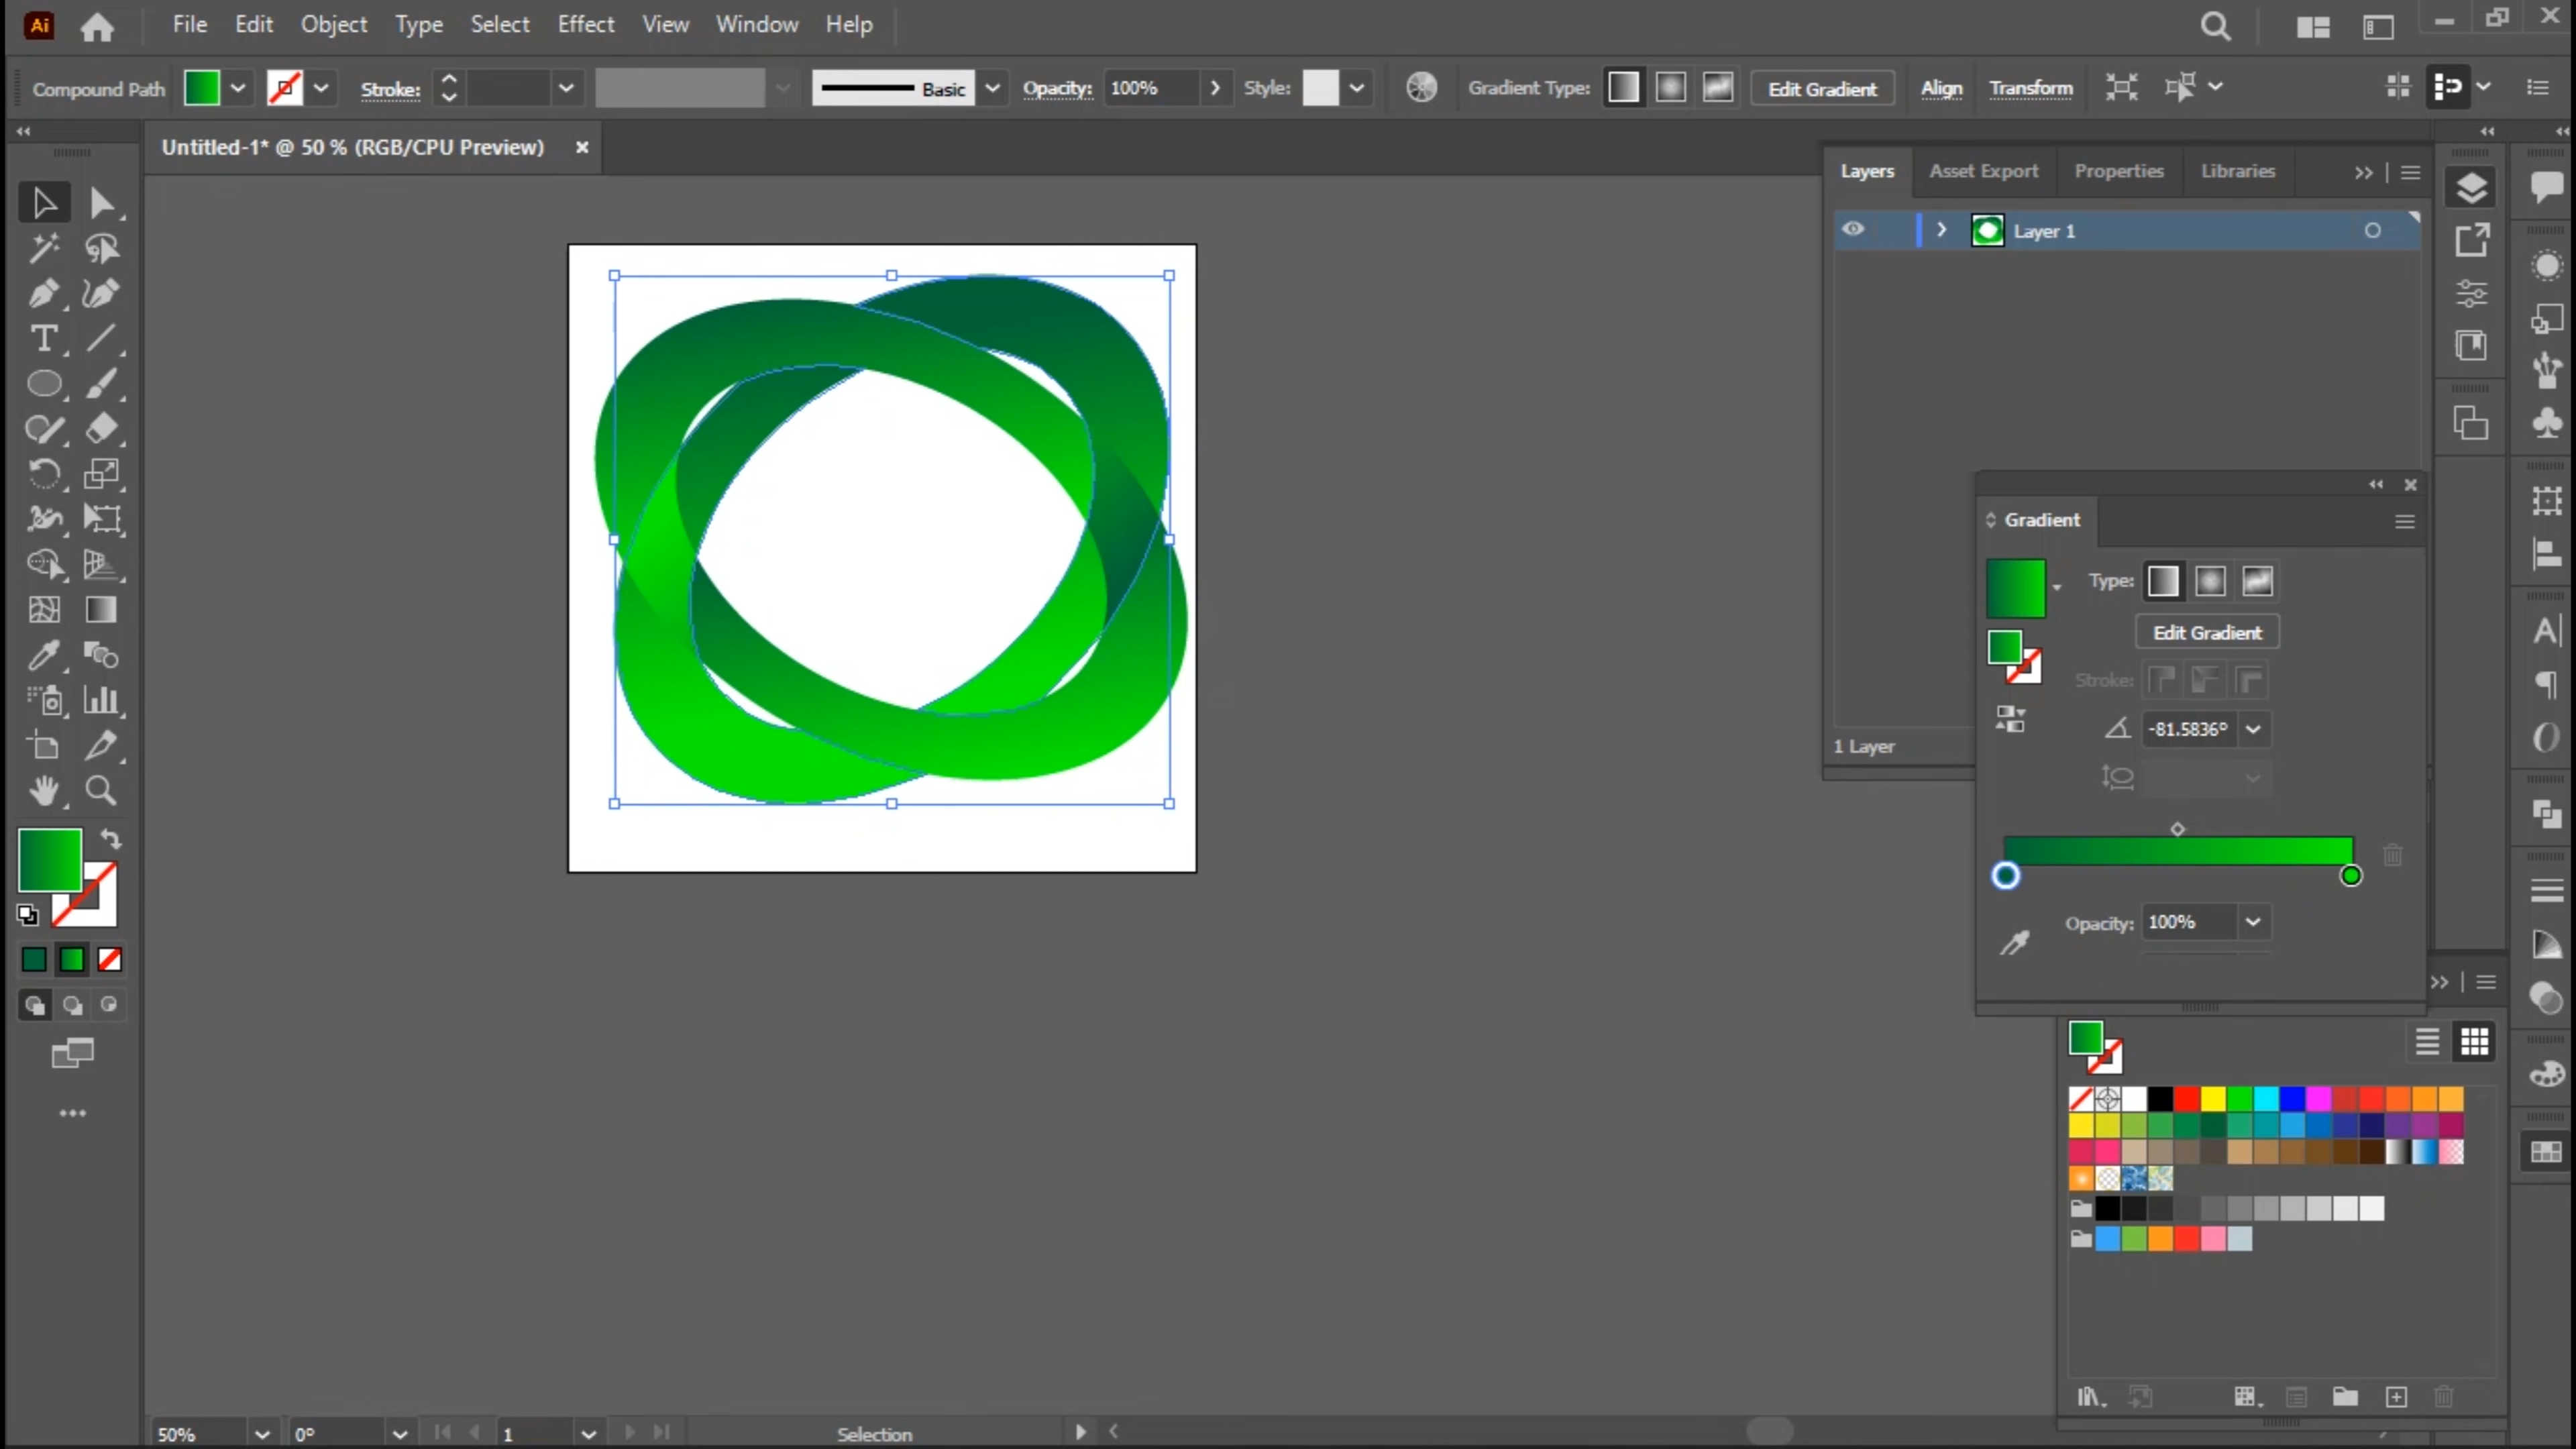 Ai File Edit Object Type Select Effect View Window Help
Compound Path Stroke: Basic Opacity: 100% Style: Gradient Type: Edit Gradient Align Transform
Untitled-1* @ 50 % (RGB/CPU Preview) ×
Layers Asset Export Properties Libraries
Layer 1
Gradient
Type:
Edit Gradient
Stroke:
-81.5836°
1 Layer
Opacity: 100%
50% 0° 1 Selection